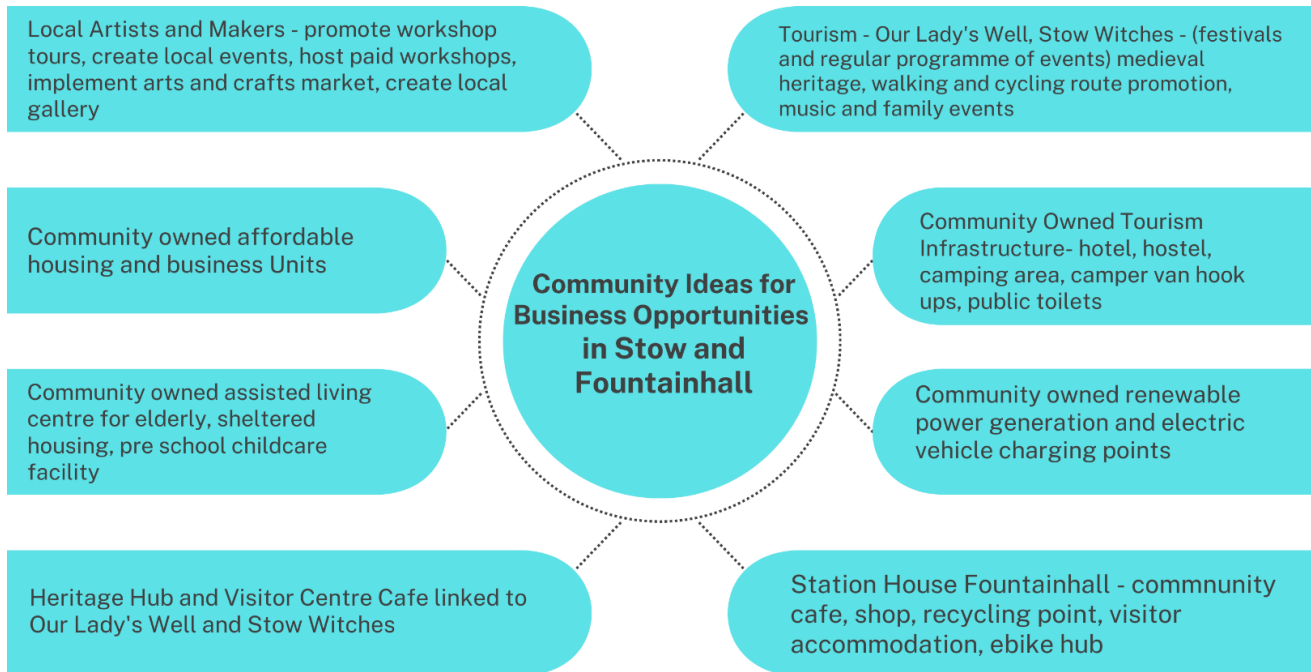 Local Artists and Makers - promote workshop
tours, create local events, host paid workshops,
implement arts and crafts market, create local
gallery
Tourism - Our Lady's Well, Stow Witches - (festivals
and regular programme of events) medieval
heritage, walking and cycling route promotion,
music and family events
Community owned affordable
housing and business Units
Community Owned Tourism
Infrastructure- hotel, hostel,
camping area, camper van hook
ups, public toilets
Community Ideas for
Business Opportunities
in Stow and
Fountainhall
Community owned assisted living
centre for elderly, sheltered
housing, pre school childcare
facility
Community owned renewable
power generation and electric
vehicle charging points
Heritage Hub and Visitor Centre Cafe linked to
Our Lady's Well and Stow Witches
Station House Fountainhall - commnunity
cafe, shop, recycling point, visitor
accommodation, ebike hub